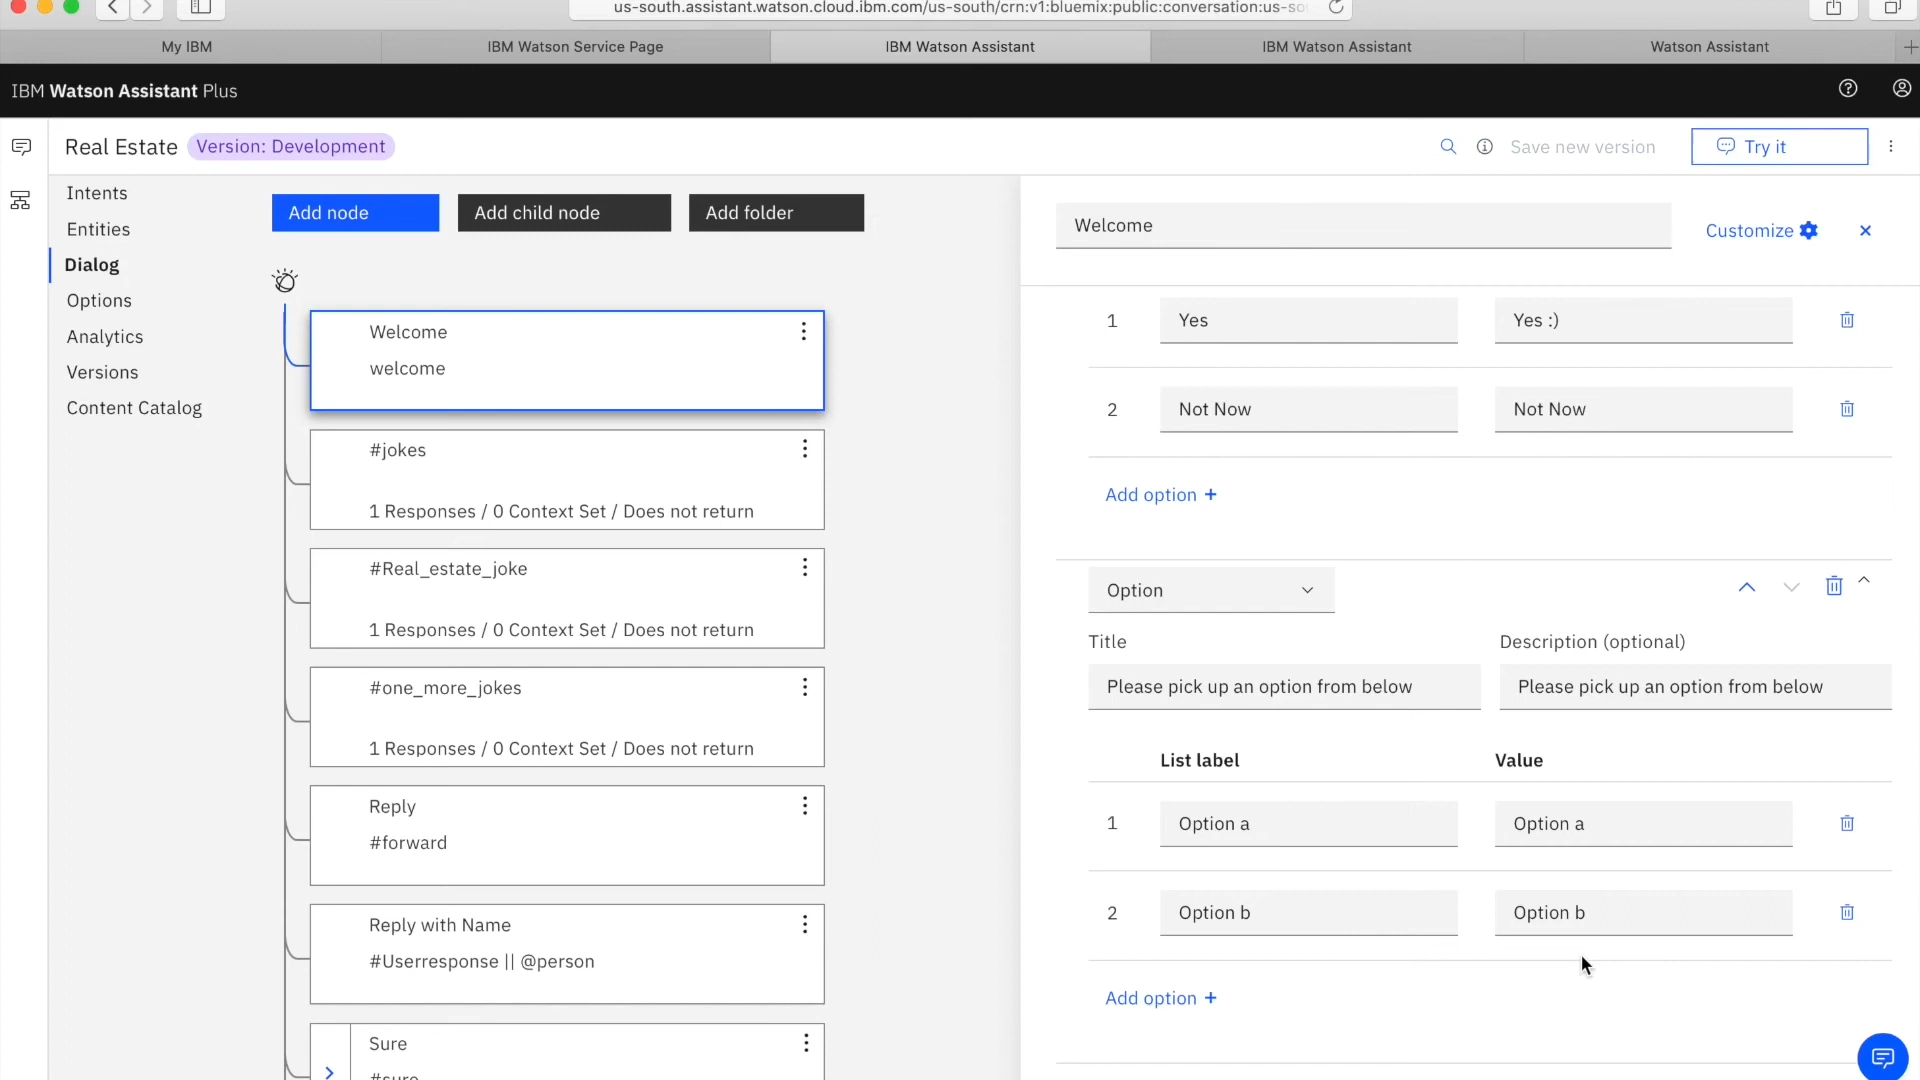 us-south.assistant.watson.cloud.ibm.com/us-south/crn:v1:bluemix:public:conversation:us-so
My IBM
IBM Watson Service Page
IBM Watson Assistant
IBM Watson Assistant
Watson Assistant
IBM Watson Assistant Plus
Real Estate
Version: Development
Save new version
Try it
Intents
Entities
Dialog
Options
Analytics
Versions
Content Catalog
Add node
Add child node
Add folder
Welcome
welcome
#jokes
1 Responses / 0 Context Set / Does not return
#Real_estate_joke
1 Responses / 0 Context Set / Does not return
#one_more_jokes
1 Responses / 0 Context Set / Does not return
Reply
#forward
Reply with Name
#Userresponse || @person
Sure
#sure
Welcome
Customize
1 Yes Yes :)
2 Not Now Not Now
Add option +
Option
Title
Description (optional)
Please pick up an option from below
Please pick up an option from below
List label
Value
1 Option a Option a
2 Option b Option b
Add option +